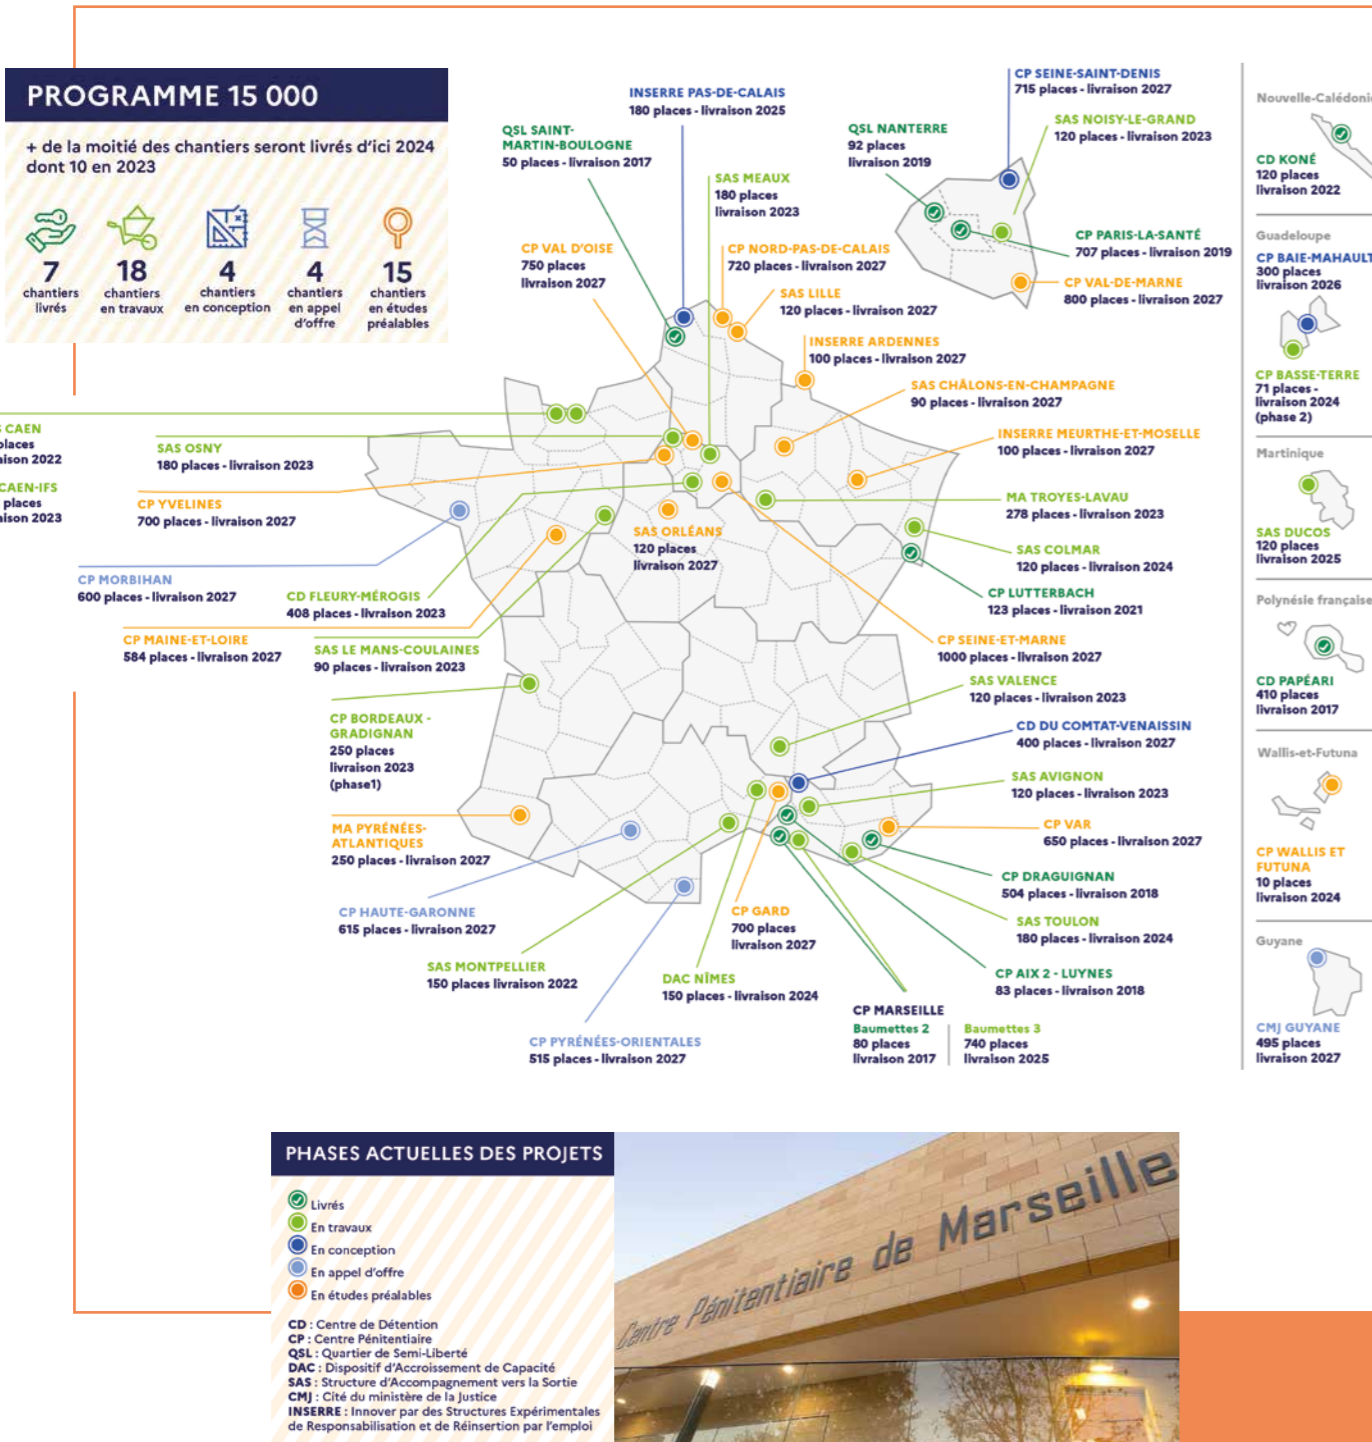 PROGRAMME 15 000
+ de la moitié des chantiers seront livrés d'ici 2024
dont 10 en 2023
7
chantiers
livrés
18
chantiers
en travaux
4
chantiers
en conception
4
chantiers
en appel
d'offre
15
chantiers
en études
préalables
INSERRE PAS-DE-CALAIS
180 places - livraison 2025
QSL SAINT-
MARTIN-BOULOGNE
50 places - livraison 2017
SAS MEAUX
180 places
livraison 2023
CP VAL D'OISE
750 places
livraison 2027
CP NORD-PAS-DE-CALAIS
720 places - livraison 2027
SAS LILLE
120 places - livraison 2027
INSERRE ARDENNES
100 places - livraison 2027
QSL NANTERRE
92 places
livraison 2019
CP SEINE-SAINT-DENIS
715 places - livraison 2027
SAS NOISY-LE-GRAND
120 places - livraison 2023
CP PARIS-LA-SANTÉ
707 places - livraison 2019
CP VAL-DE-MARNE
800 places - livraison 2027
SAS CHÂLONS-EN-CHAMPAGNE
90 places - livraison 2027
INSERRE MEURTHE-ET-MOSELLE
100 places - livraison 2027
MA TROYES-LAVAU
278 places - livraison 2023
SAS COLMAR
120 places - livraison 2024
CP LUTTERBACH
123 places - livraison 2021
CP SEINE-ET-MARNE
1000 places - livraison 2027
SAS VALENCE
120 places - livraison 2023
CD DU COMTAT-VENAISSIN
400 places - livraison 2027
SAS AVIGNON
120 places - livraison 2023
CP VAR
650 places - livraison 2027
CP DRAGUIGNAN
504 places - livraison 2018
SAS TOULON
180 places - livraison 2024
CP AIX 2 - LUYNES
83 places - livraison 2018
CAEN
places
2022
CAEN-IFS
places
2023
SAS OSNY
180 places - livraison 2023
CP YVELINES
700 places - livraison 2027
SAS ORLÉANS
120 places
livraison 2027
CP MORBIHAN
600 places - livraison 2027
CD FLEURY-MÉROGIS
408 places - livraison 2023
CP MAINE-ET-LOIRE
584 places - livraison 2027
SAS LE MANS-COULAINES
90 places - livraison 2023
CP BORDEAUX -
GRADIGNAN
250 places
livraison 2023
(phase1)
MA PYRÉNÉES-
ATLANTIQUES
250 places - livraison 2027
CP HAUTE-GARONNE
615 places - livraison 2027
SAS MONTPELLIER
150 places livraison 2022
CP PYRÉNÉES-ORIENTALES
515 places - livraison 2027
CP GARD
700 places
livraison 2027
DAC NÎMES
150 places - livraison 2024
CP MARSEILLE
Baumettes 2
80 places
livraison 2017
Baumettes 3
740 places
livraison 2025
Nouvelle-Calédonie
CD KONÉ
120 places
livraison 2022
Guadeloupe
CP BAIE-MAHAULT
300 places
livraison 2026
CP BASSE-TERRE
71 places -
livraison 2024
(phase 2)
Martinique
SAS DUCOS
120 places
livraison 2025
Polynésie française
CD PAPÉARI
410 places
livraison 2017
Wallis-et-Futuna
CP WALLIS ET
FUTUNA
10 places
livraison 2024
Guyane
CMJ GUYANE
495 places
livraison 2027
PHASES ACTUELLES DES PROJETS
Livrés
En travaux
En conception
En appel d'offre
En études préalables
CD : Centre de Détention
CP : Centre Pénitentiaire
QSL : Quartier de Semi-Liberté
DAC : Dispositif d'Accroissement de Capacité
SAS : Structure d'Accompagnement vers la Sortie
CMJ : Cité du ministère de la Justice
INSERRE : Innover par des Structures Expérimentales
de Responsabilisation et de Réinsertion par l'emploi
Centre Pénitentiaire de Marseille